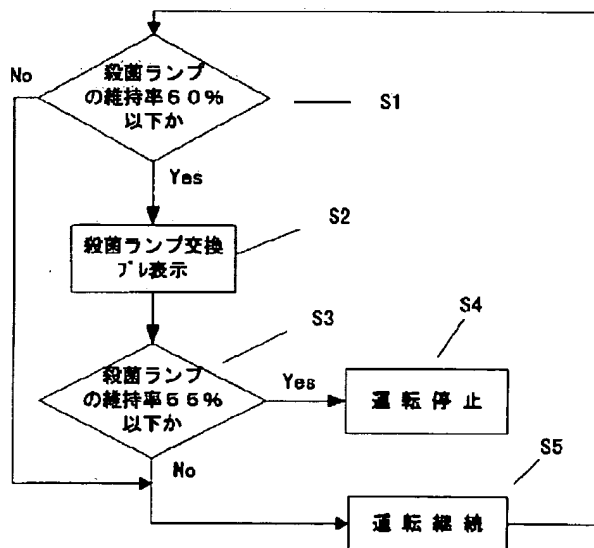 殺菌ランプ
の維持率60%
以下か
No
S1
Yes
S2
殺菌ランプ交換
プレ表示
S3
殺菌ランプ
の維持率55%
以下か
Yes
S4
運転停止
No
S5
運転継続